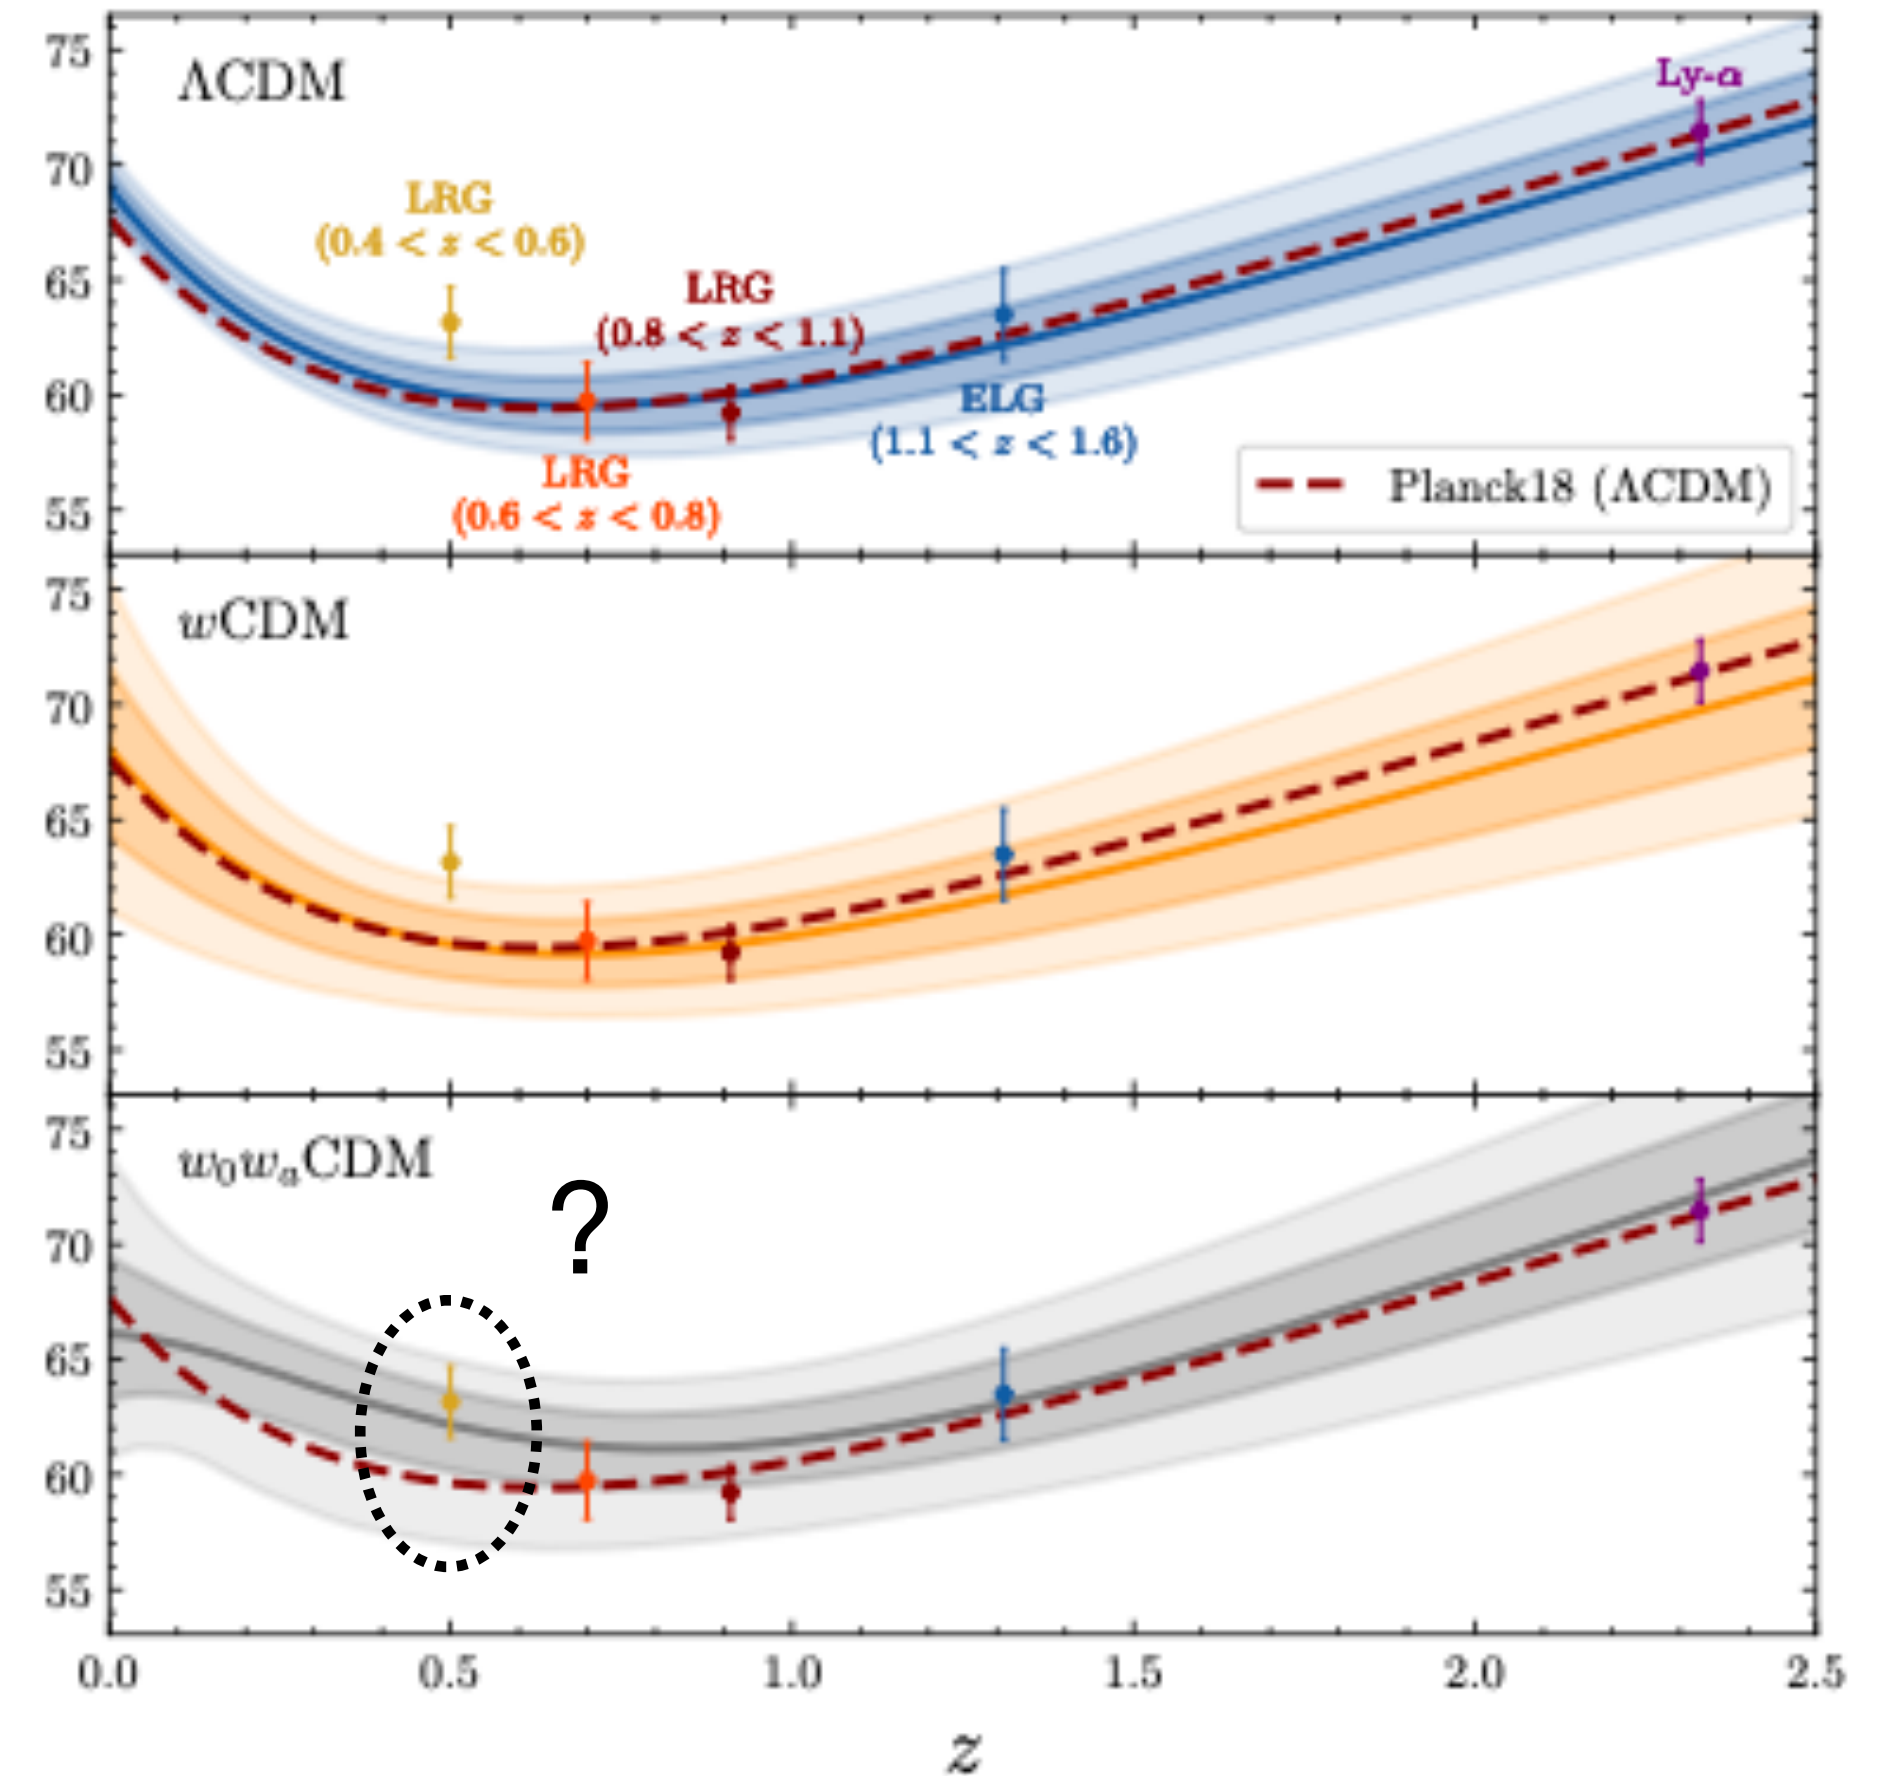 75
70
65
60
55
ΛCDM
LRG
(0.4 < z < 0.6)
LRG
(0.8 < z < 1.1)
LRG
(0.6 < z < 0.8)
ELG
(1.1 < z < 1.6)
Ly-α
Planck18 (ΛCDM)
75
70
65
60
55
wCDM
75
70
65
60
55
w₀wₐCDM
?
0.0 0.5 1.0 1.5 2.0 2.5
z